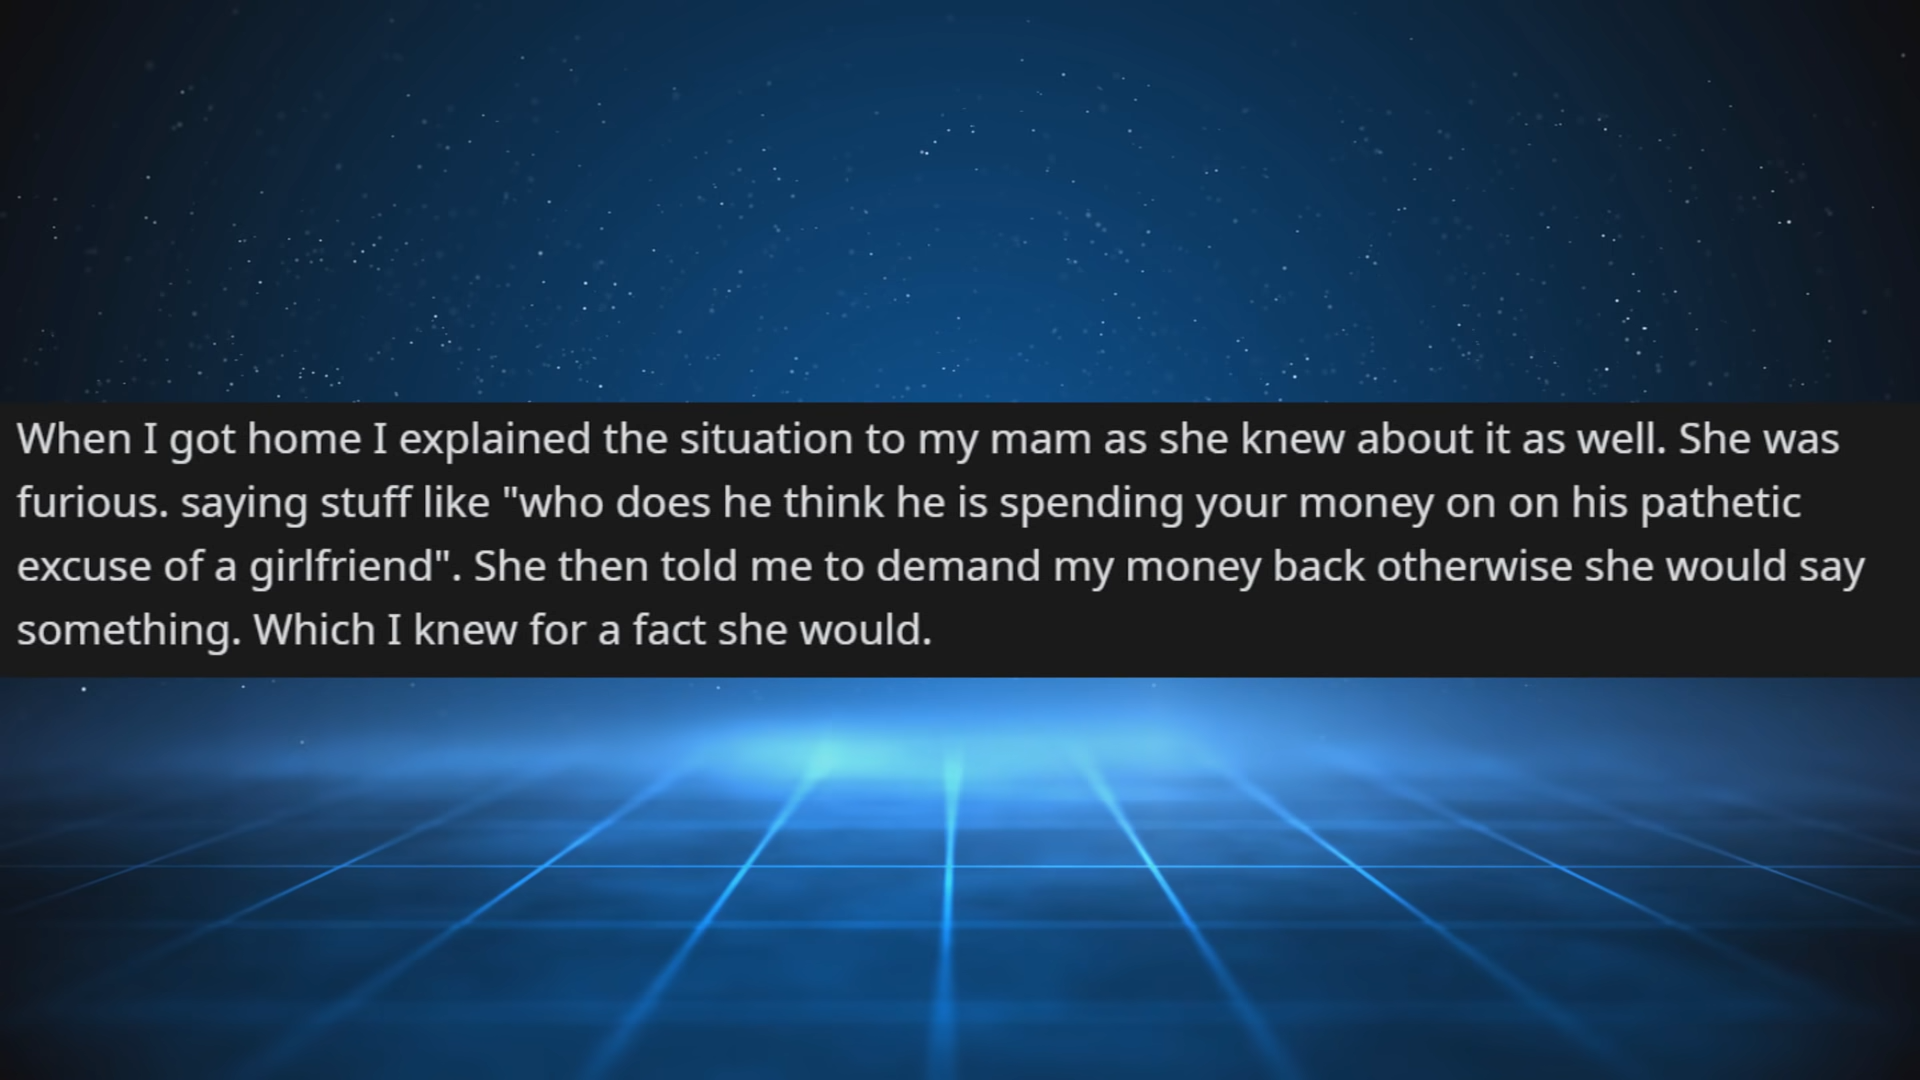 When I got home I explained the situation to my mam as she knew about it as well. She was
furious. saying stuff like "who does he think he is spending your money on on his pathetic
excuse of a girlfriend". She then told me to demand my money back otherwise she would say
something. Which I knew for a fact she would.